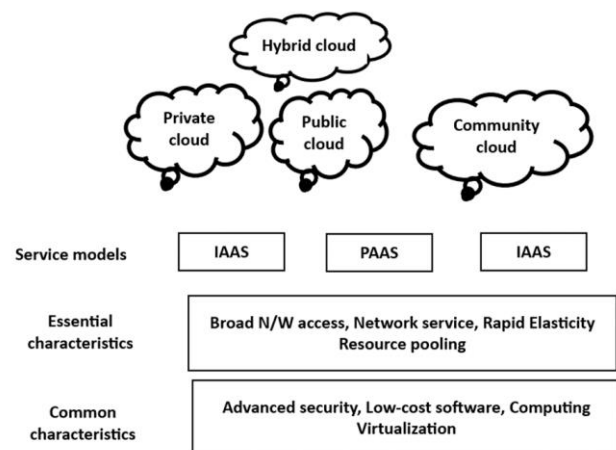 Hybrid cloud
Private
cloud
Public
cloud
Community
cloud
Service models
IAAS
PAAS
IAAS
Essential
characteristics
Broad N/W access, Network service, Rapid Elasticity
Resource pooling
Common
characteristics
Advanced security, Low-cost software, Computing
Virtualization